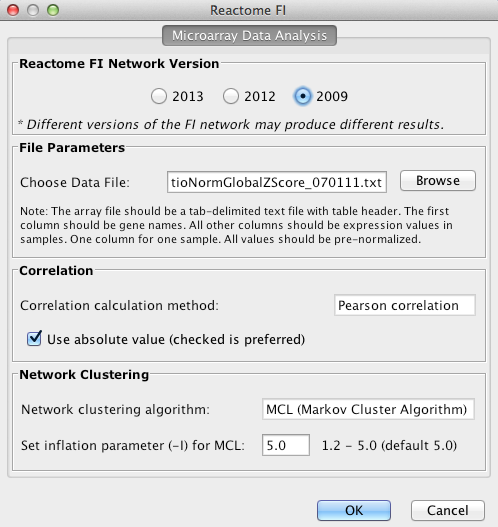 Reactome FI
Microarray Data Analysis
Reactome FI Network Version
2013 2012 2009
* Different versions of the FI network may produce different results.
File Parameters
Choose Data File: tioNormGlobalZScore_070111.txt Browse
Note: The array file should be a tab-delimited text file with table header. The first
column should be gene names. All other columns should be expression values in
samples. One column for one sample. All values should be pre-normalized.
Correlation
Correlation calculation method: Pearson correlation
Use absolute value (checked is preferred)
Network Clustering
Network clustering algorithm: MCL (Markov Cluster Algorithm)
Set inflation parameter (-I) for MCL: 5.0 1.2 - 5.0 (default 5.0)
OK Cancel